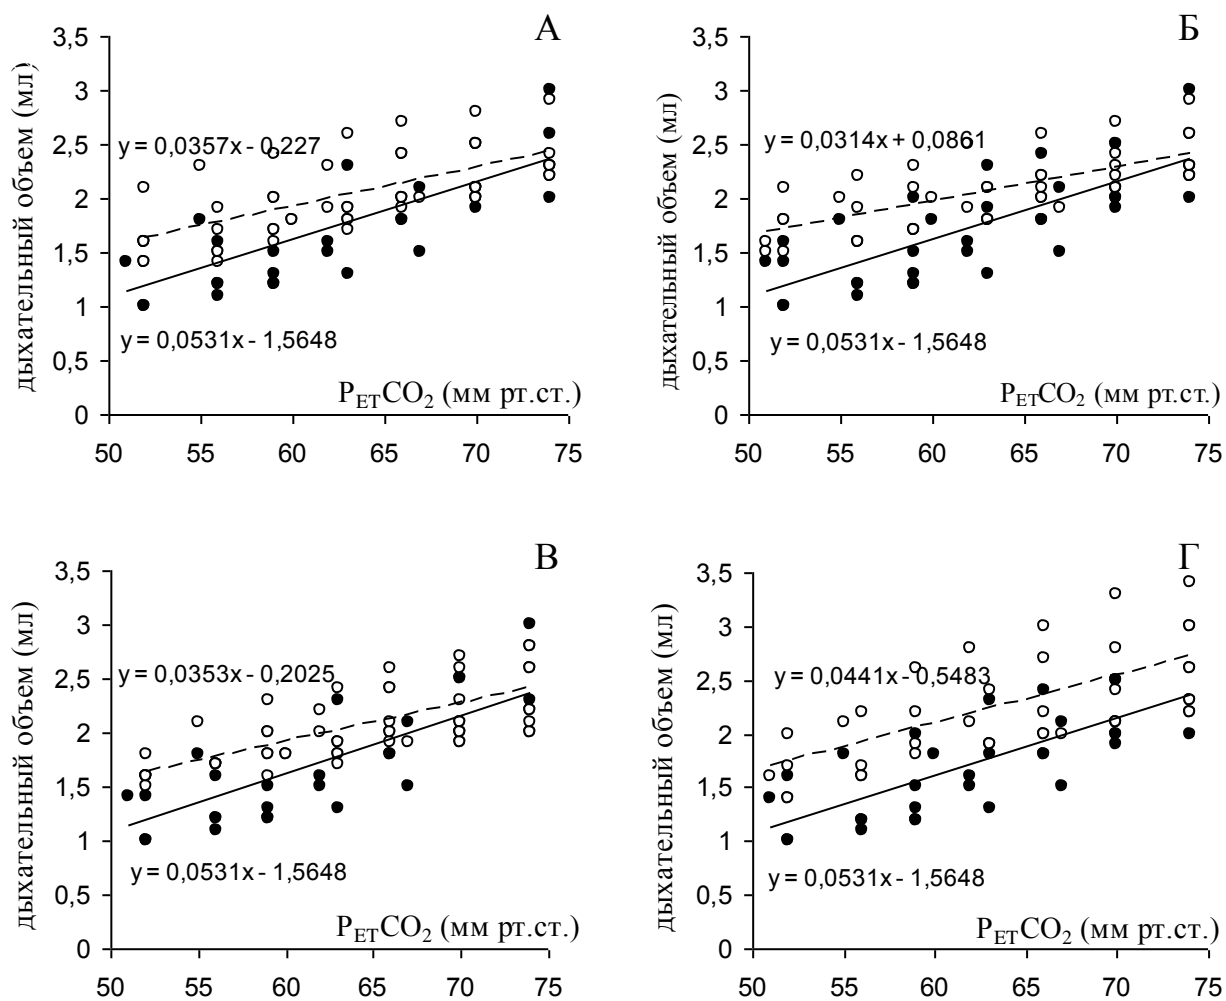 А
дыхательный объем (мл)
3,5
3
2,5
2
1,5
1
0,5
0
y = 0,0357x - 0,227
y = 0,0531x - 1,5648
PETCO2 (мм рт.ст.)
50 55 60 65 70 75
Б
дыхательный объем (мл)
3,5
3
2,5
2
1,5
1
0,5
0
y = 0,0314x + 0,0861
y = 0,0531x - 1,5648
PETCO2 (мм рт.ст.)
50 55 60 65 70 75
В
дыхательный объем (мл)
3,5
3
2,5
2
1,5
1
0,5
0
y = 0,0353x - 0,2025
y = 0,0531x - 1,5648
PETCO2 (мм рт.ст.)
50 55 60 65 70 75
Г
дыхательный объем (мл)
3,5
3
2,5
2
1,5
1
0,5
0
y = 0,0441x - 0,5483
y = 0,0531x - 1,5648
PETCO2 (мм рт.ст.)
50 55 60 65 70 75